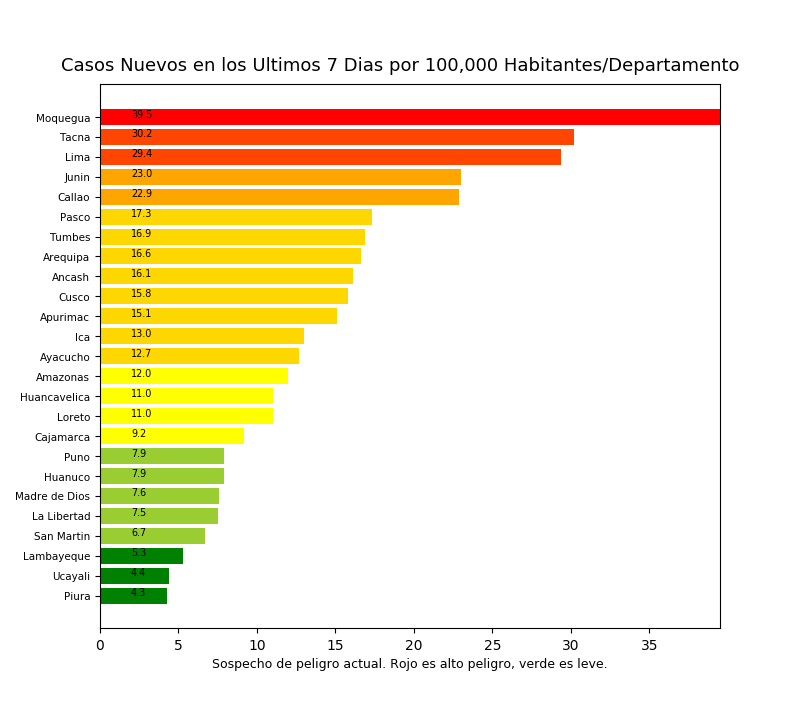 Casos Nuevos en los Ultimos 7 Dias por 100,000 Habitantes/Departamento
Moquegua 39.5
Tacna 30.2
Lima 29.4
Junin 23.0
Callao 22.9
Pasco 17.3
Tumbes 16.9
Arequipa 16.6
Ancash 16.1
Cusco 15.8
Apurimac 15.1
Ica 13.0
Ayacucho 12.7
Amazonas 12.0
Huancavelica 11.0
Loreto 11.0
Cajamarca 9.2
Puno 7.9
Huanuco 7.9
Madre de Dios 7.6
La Libertad 7.5
San Martin 6.7
Lambayeque 5.3
Ucayali 4.4
Piura 4.3
0 5 10 15 20 25 30 35
Sospecho de peligro actual. Rojo es alto peligro, verde es leve.